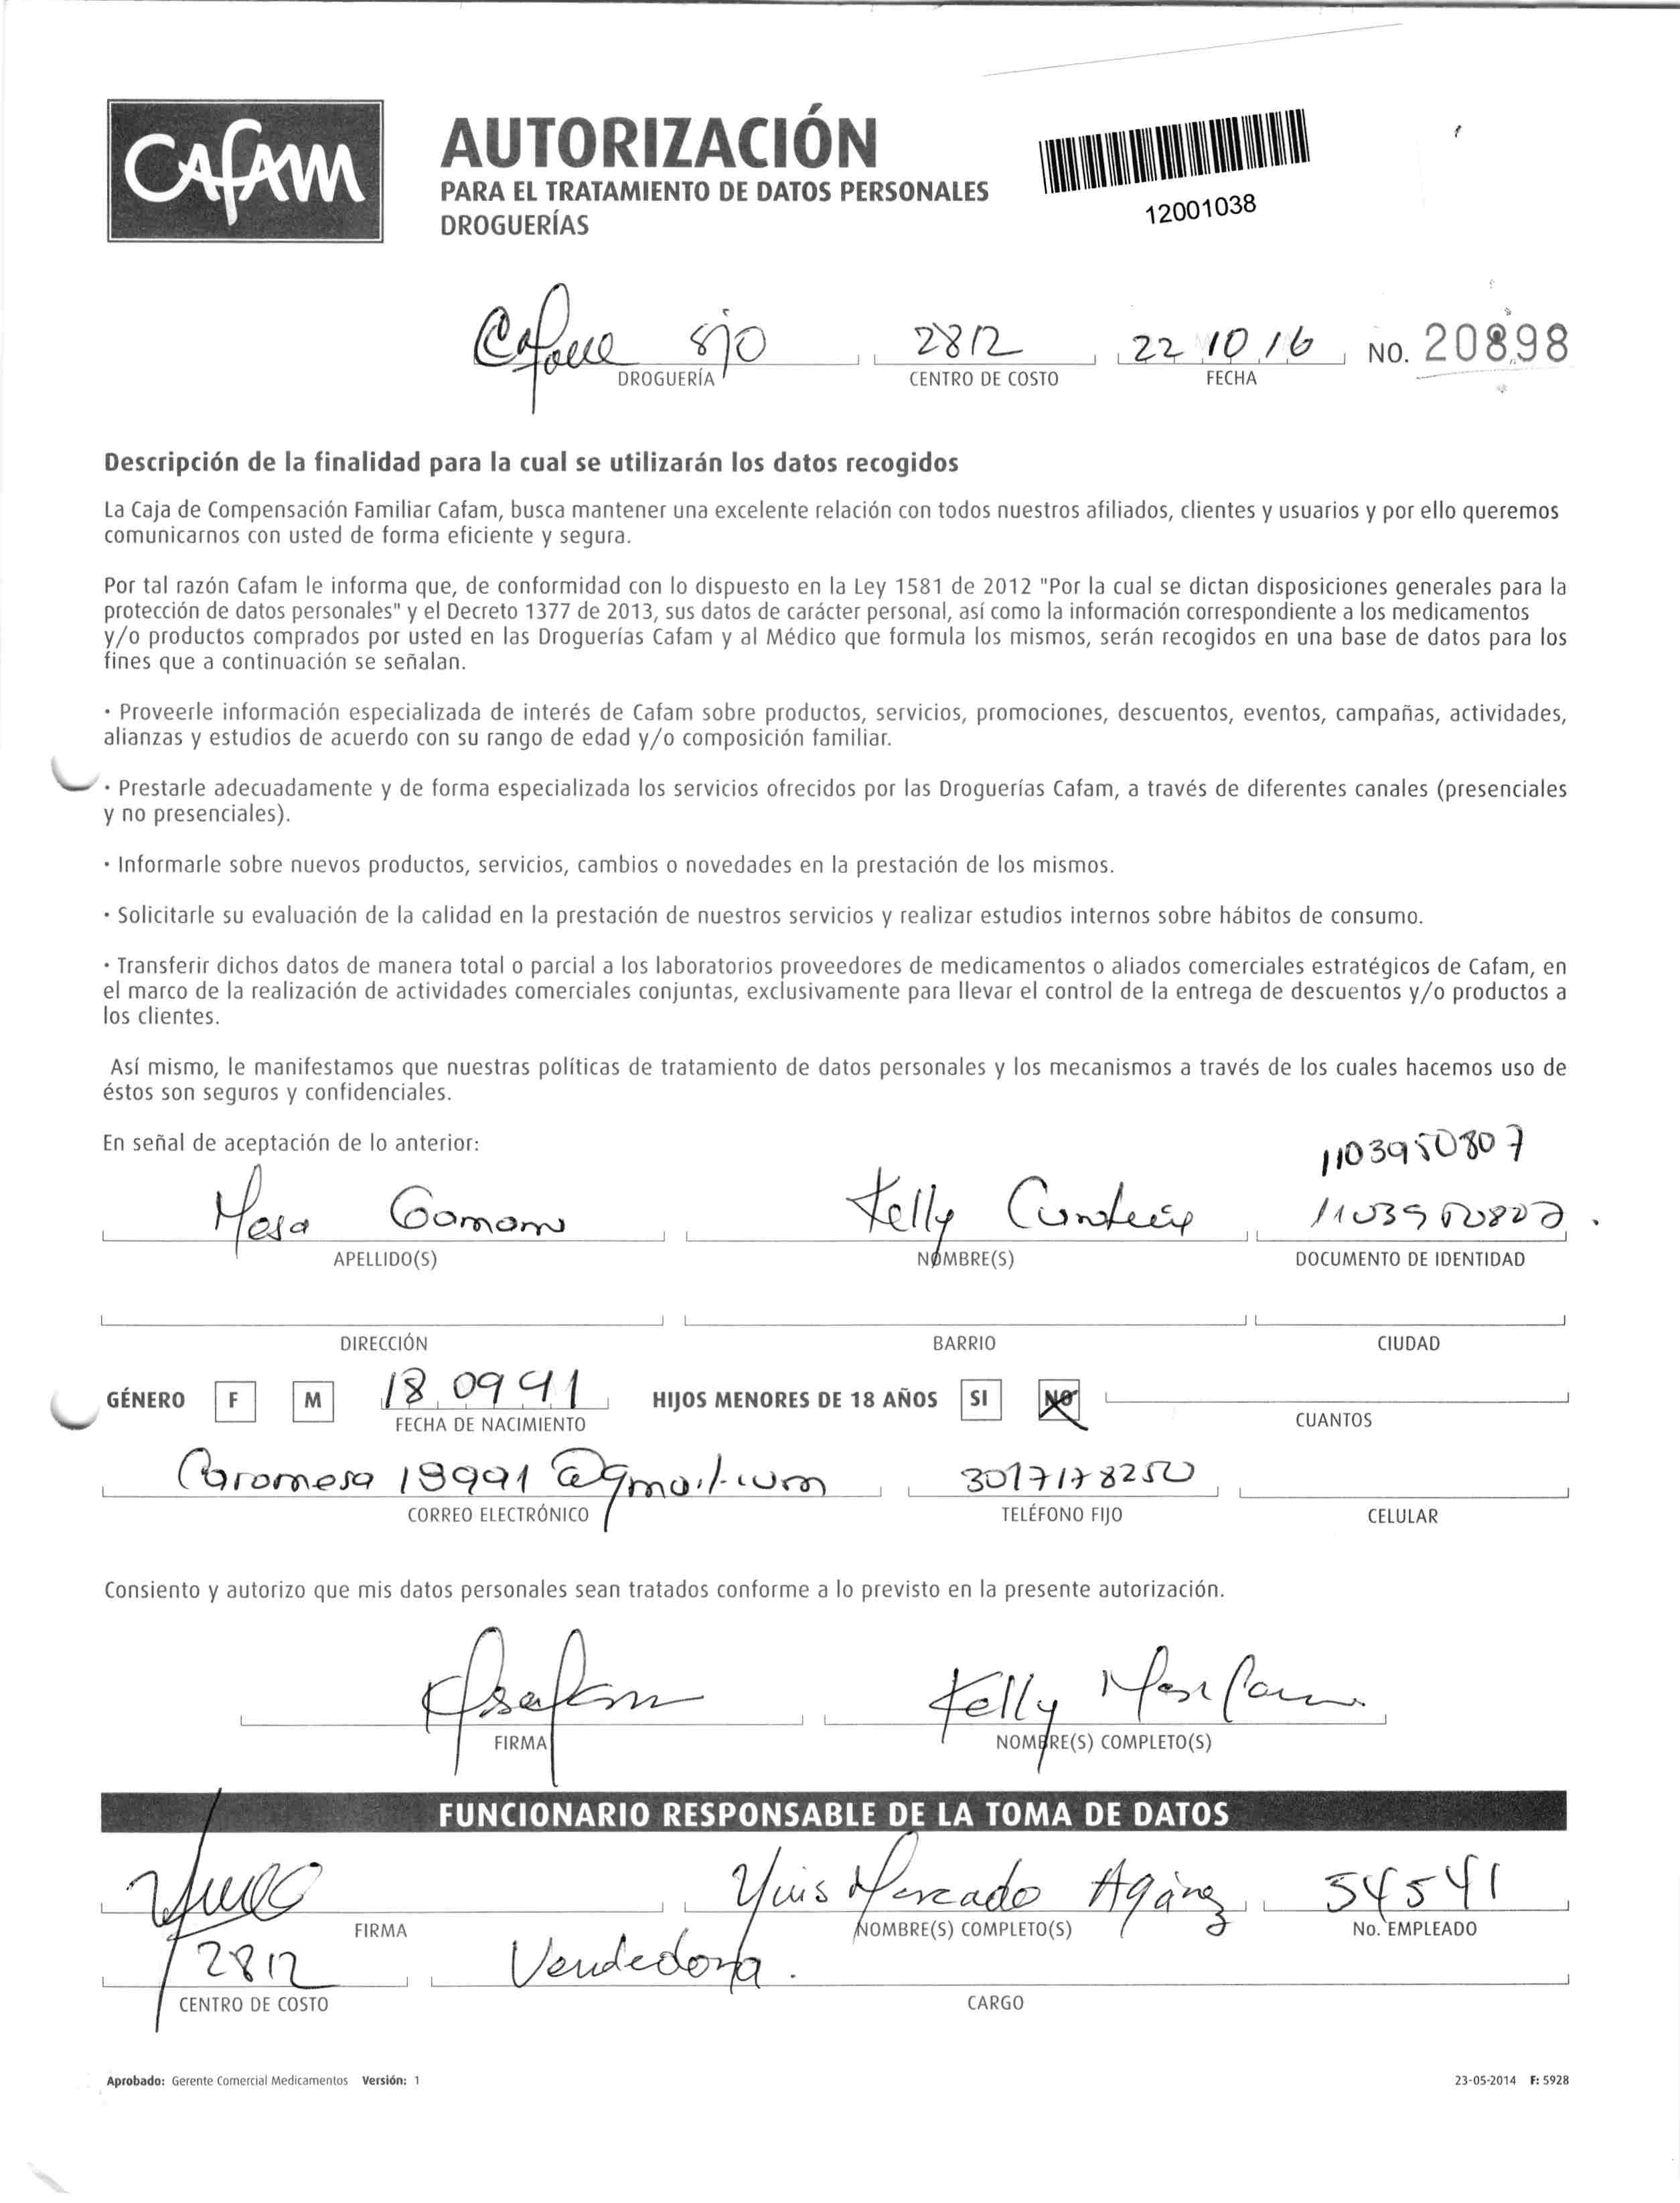 Cafam
AUTORIZACIÓN
PARA EL TRATAMIENTO DE DATOS PERSONALES
DROGUERÍAS
12001038
2812 22 10 16 NO. 20898
DROGUERÍA CENTRO DE COSTO FECHA
Descripción de la finalidad para la cual se utilizarán los datos recogidos
La Caja de Compensación Familiar Cafam, busca mantener una excelente relación con todos nuestros afiliados, clientes y usuarios y por ello queremos
comunicarnos con usted de forma eficiente y segura.
Por tal razón Cafam le informa que, de conformidad con lo dispuesto en la Ley 1581 de 2012 "Por la cual se dictan disposiciones generales para la
protección de datos personales" y el Decreto 1377 de 2013, sus datos de carácter personal, así como la información correspondiente a los medicamentos
y/o productos comprados por usted en las Droguerías Cafam y al Médico que formula los mismos, serán recogidos en una base de datos para los
fines que a continuación se señalan.
· Proveerle información especializada de interés de Cafam sobre productos, servicios, promociones, descuentos, eventos, campañas, actividades,
alianzas y estudios de acuerdo con su rango de edad y/o composición familiar.
· Prestarle adecuadamente y de forma especializada los servicios ofrecidos por las Droguerías Cafam, a través de diferentes canales (presenciales
y no presenciales).
· Informarle sobre nuevos productos, servicios, cambios o novedades en la prestación de los mismos.
· Solicitarle su evaluación de la calidad en la prestación de nuestros servicios y realizar estudios internos sobre hábitos de consumo.
· Transferir dichos datos de manera total o parcial a los laboratorios proveedores de medicamentos o aliados comerciales estratégicos de Cafam, en
el marco de la realización de actividades comerciales conjuntas, exclusivamente para llevar el control de la entrega de descuentos y/o productos a
los clientes.
Así mismo, le manifestamos que nuestras políticas de tratamiento de datos personales y los mecanismos a través de los cuales hacemos uso de
éstos son seguros y confidenciales.
En señal de aceptación de lo anterior:
1103950807
Mesa Kelly 1103950807
APELLIDO(S) NOMBRE(S) DOCUMENTO DE IDENTIDAD
DIRECCIÓN BARRIO CIUDAD
GÉNERO F M 18 09 91 HIJOS MENORES DE 18 AÑOS SI NO
FECHA DE NACIMIENTO CUANTOS
Caromesa18991@gmail.com 3017178250
CORREO ELECTRÓNICO TELÉFONO FIJO CELULAR
Consiento y autorizo que mis datos personales sean tratados conforme a lo previsto en la presente autorización.
Kelly Mesa
FIRMA NOMBRE(S) COMPLETO(S)
FUNCIONARIO RESPONSABLE DE LA TOMA DE DATOS
Yuis Mercado 54541
FIRMA NOMBRE(S) COMPLETO(S) No. EMPLEADO
2812 Vendedora.
CENTRO DE COSTO CARGO
Aprobado: Gerente Comercial Medicamentos Versión: 1 23-05-2014 F: 5928